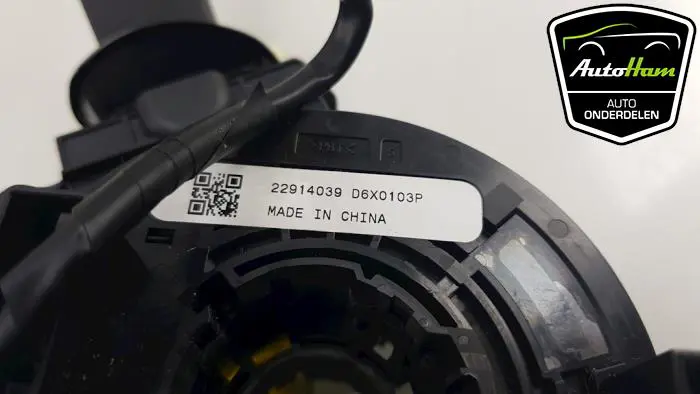 AutoHam
AUTO
ONDERDELEN
22914039 D6X0103P
MADE IN CHINA